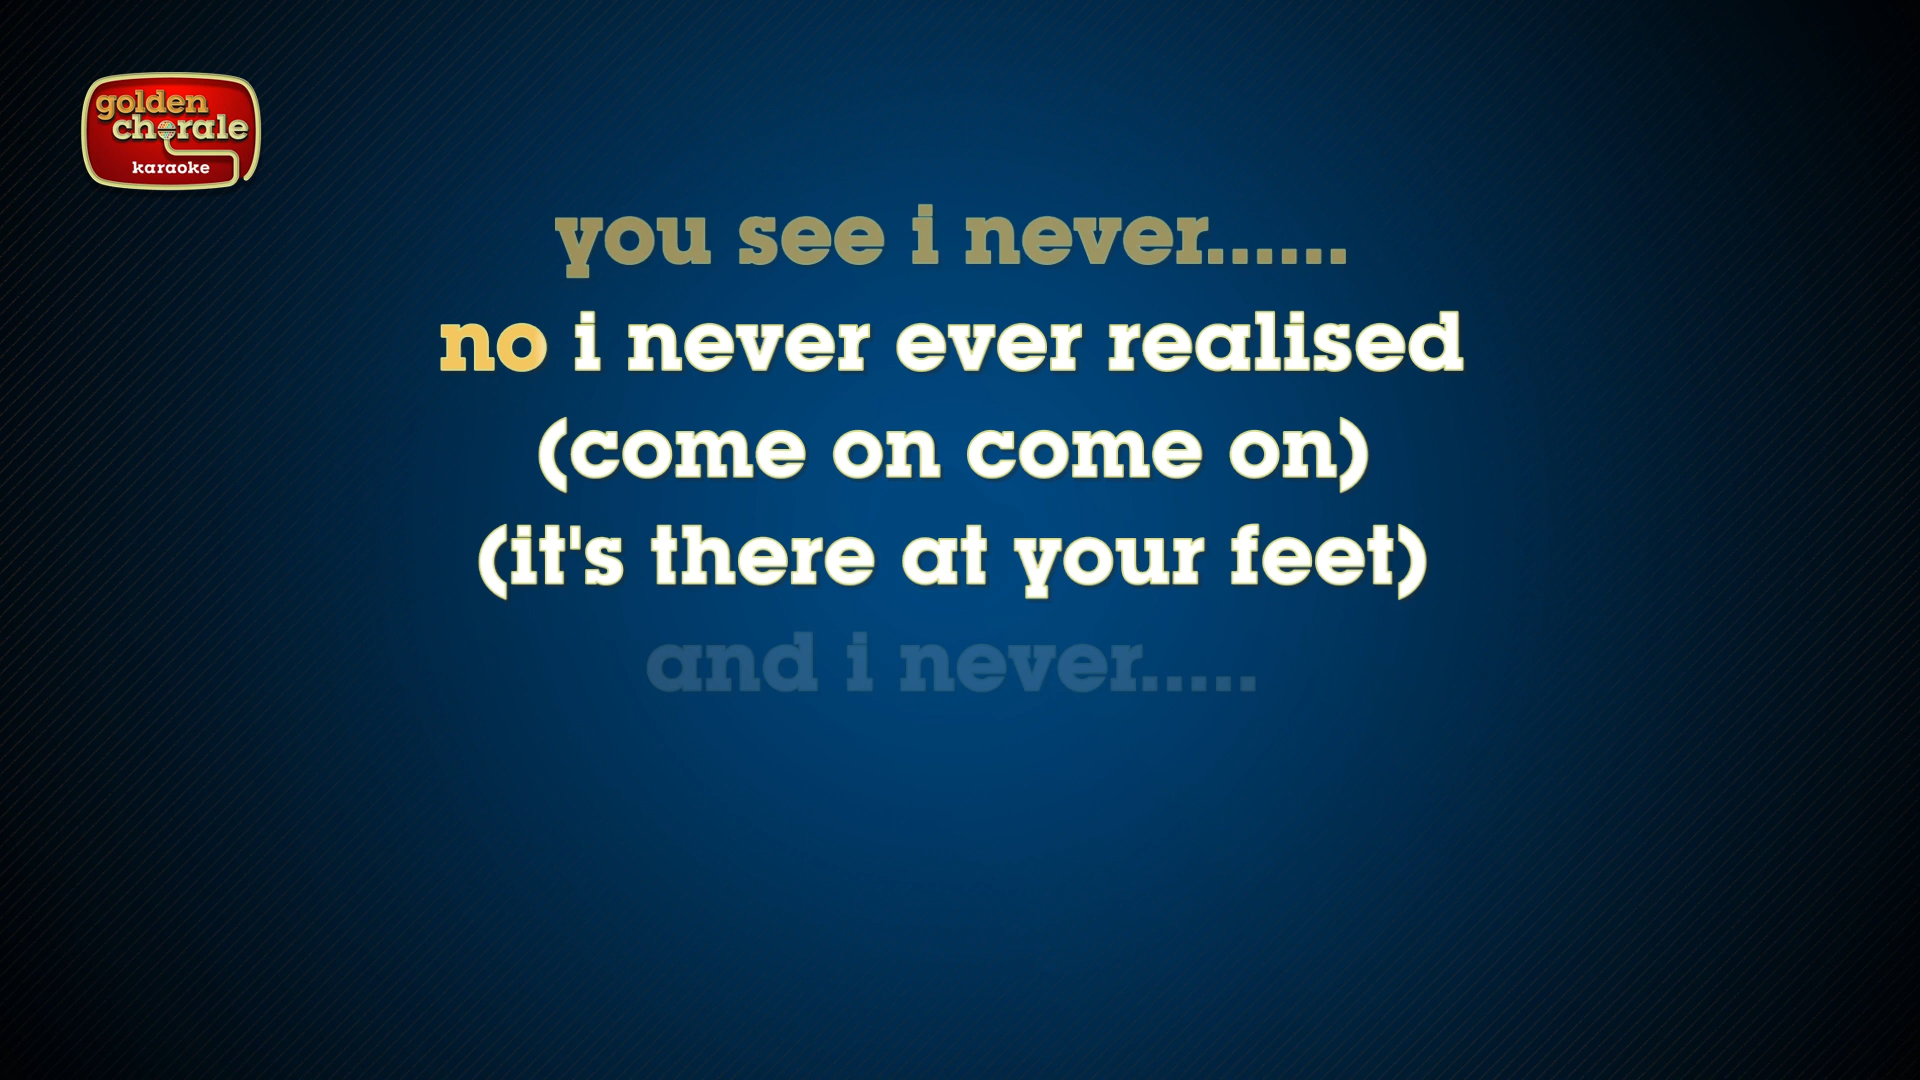 golden
chorale
karaoke
you see i never......
no i never ever realised
(come on come on)
(it's there at your feet)
and i never.....